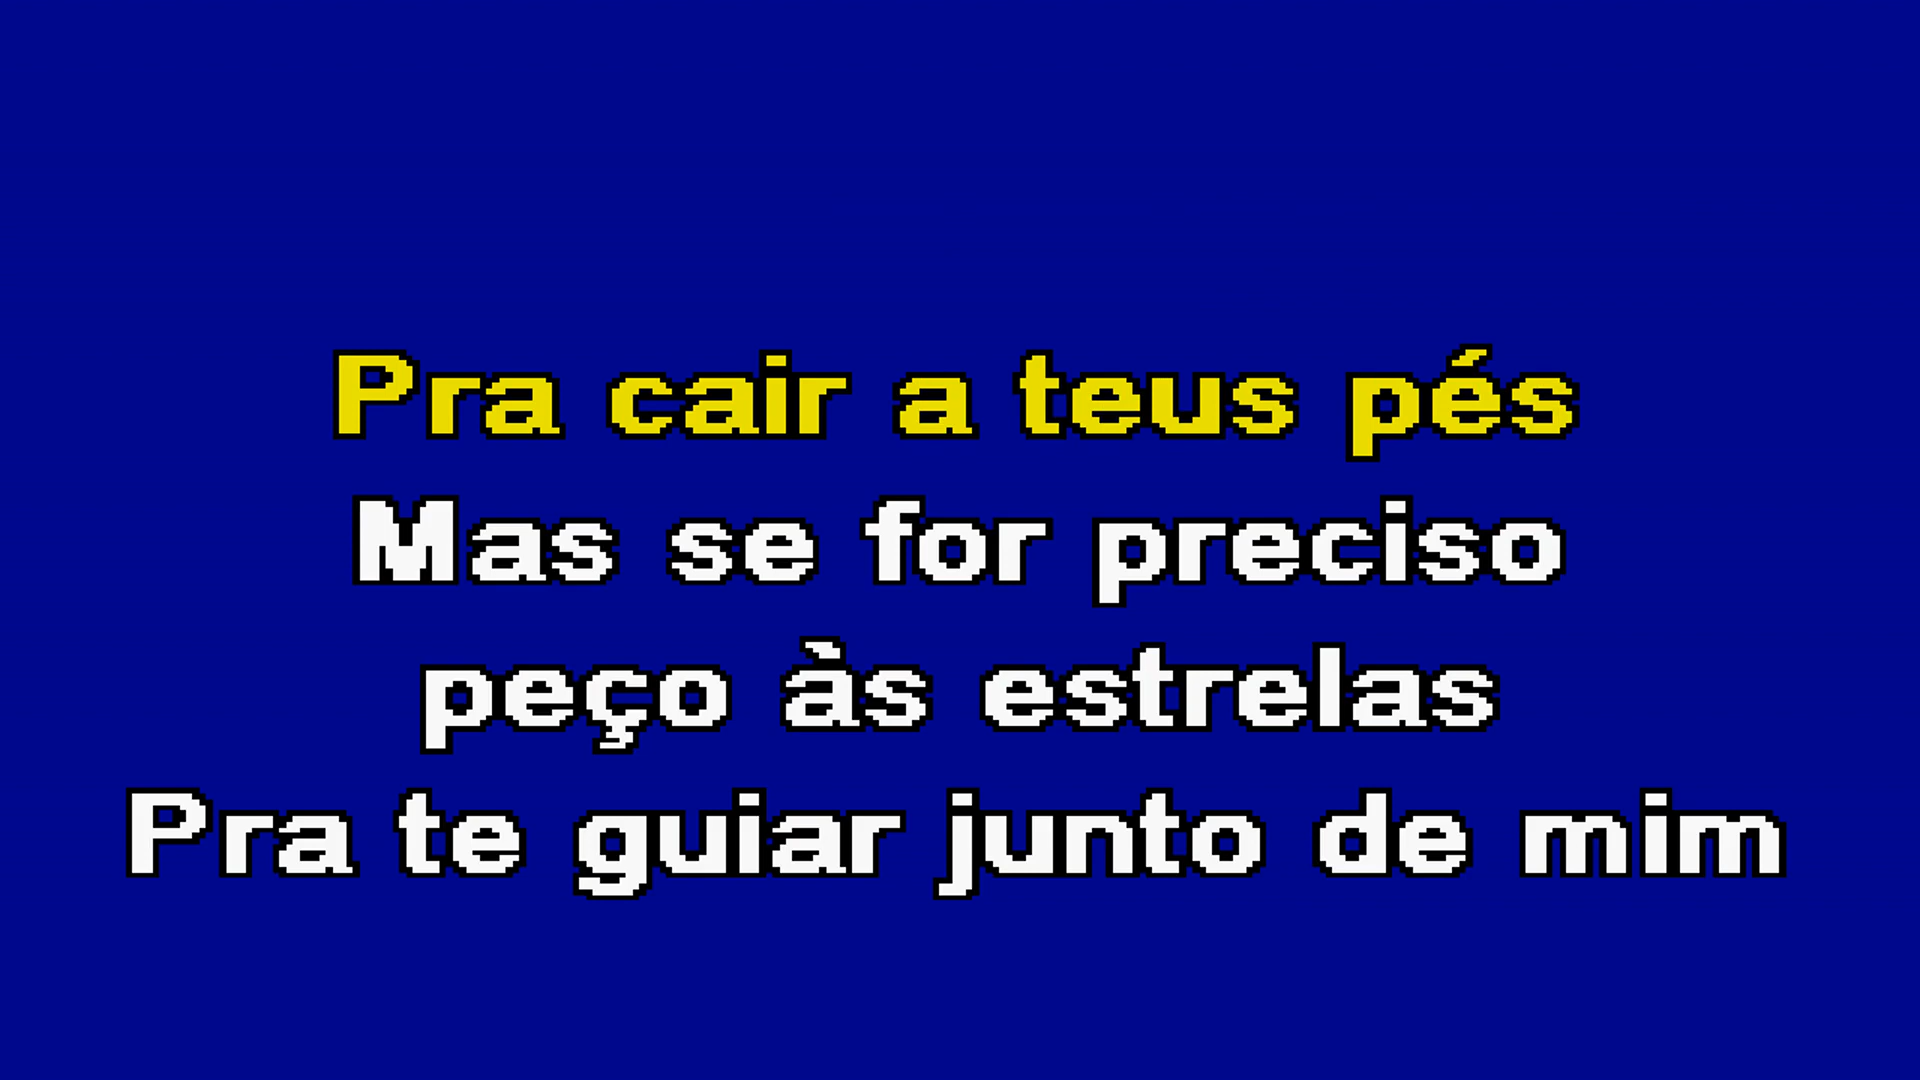 Pra cair a teus pés
Mas se for preciso
peço às estrelas
Pra te guiar junto de mim